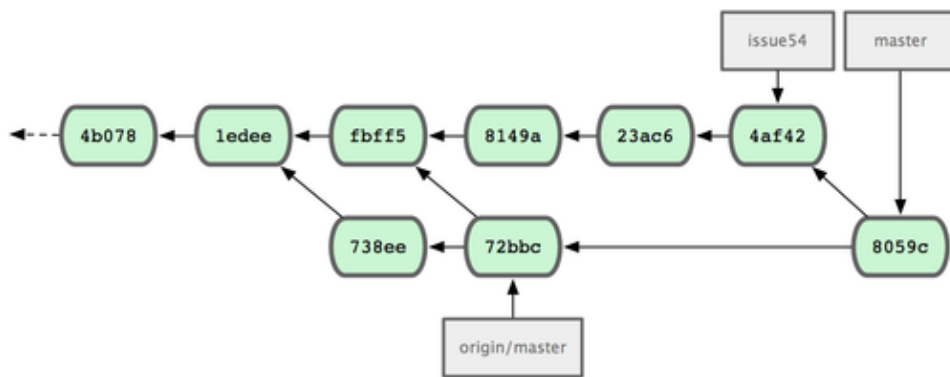 issue54
master
4b078
1edee
fbff5
8149a
23ac6
4af42
738ee
72bbc
8059c
origin/master